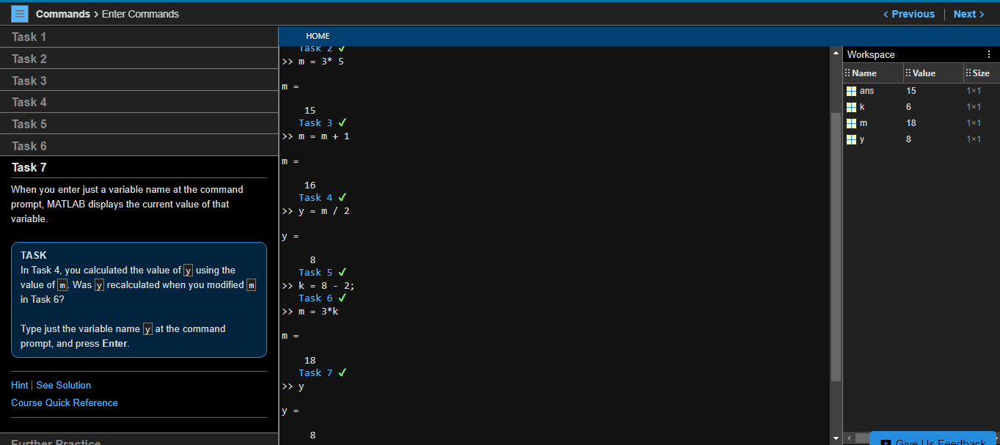 Commands > Enter Commands
< Previous | Next >
Task 1
Task 2
Task 3
Task 4
Task 5
Task 6
Task 7
When you enter just a variable name at the command
prompt, MATLAB displays the current value of that
variable.
TASK
In Task 4, you calculated the value of y using the
value of m. Was y recalculated when you modified m
in Task 6?
Type just the variable name y at the command
prompt, and press Enter.
Hint | See Solution
Course Quick Reference
Further Practice
HOME
Task 2 ✓
>> m = 3* 5
m =
15
Task 3 ✓
>> m = m + 1
m =
16
Task 4 ✓
>> y = m / 2
y =
8
Task 5 ✓
>> k = 8 - 2;
Task 6 ✓
>> m = 3*k
m =
18
Task 7 ✓
>> y
y =
8
Workspace
Name Value Size
ans 15 1×1
k 6 1×1
m 18 1×1
y 8 1×1
Give Us Feedback